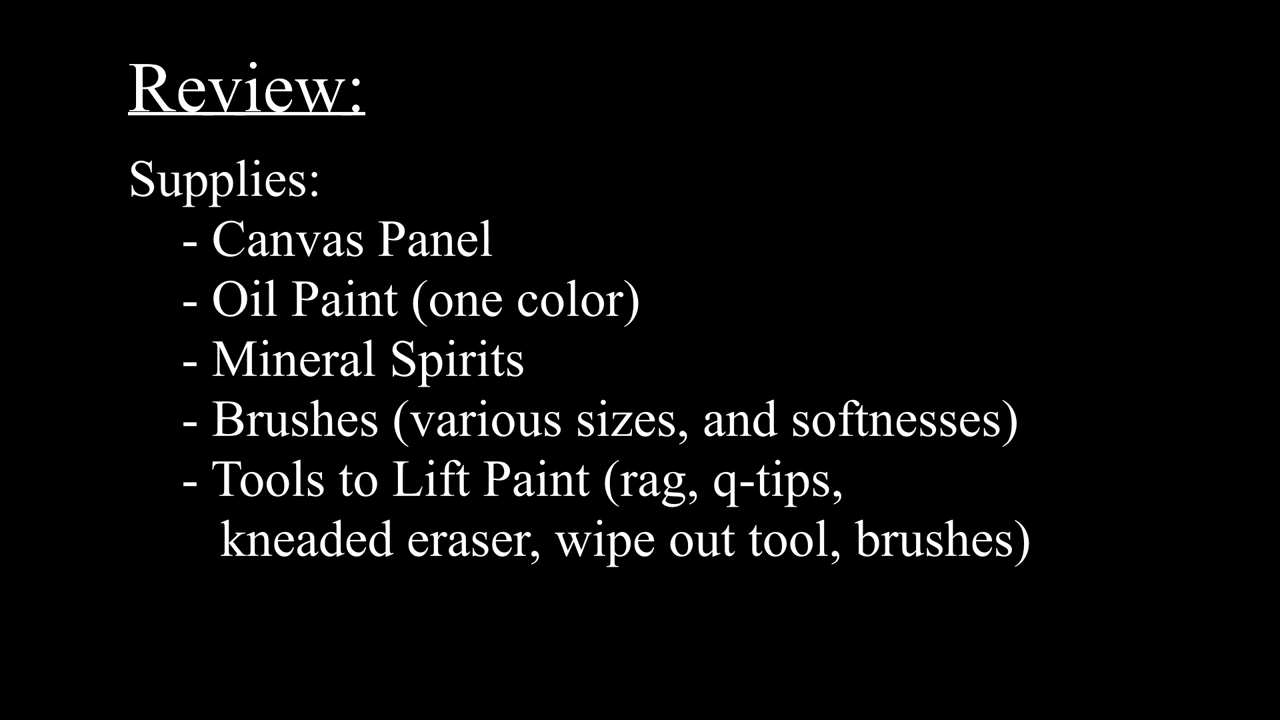 Review:
Supplies:
- Canvas Panel
- Oil Paint (one color)
- Mineral Spirits
- Brushes (various sizes, and softnesses)
- Tools to Lift Paint (rag, q-tips,
kneaded eraser, wipe out tool, brushes)